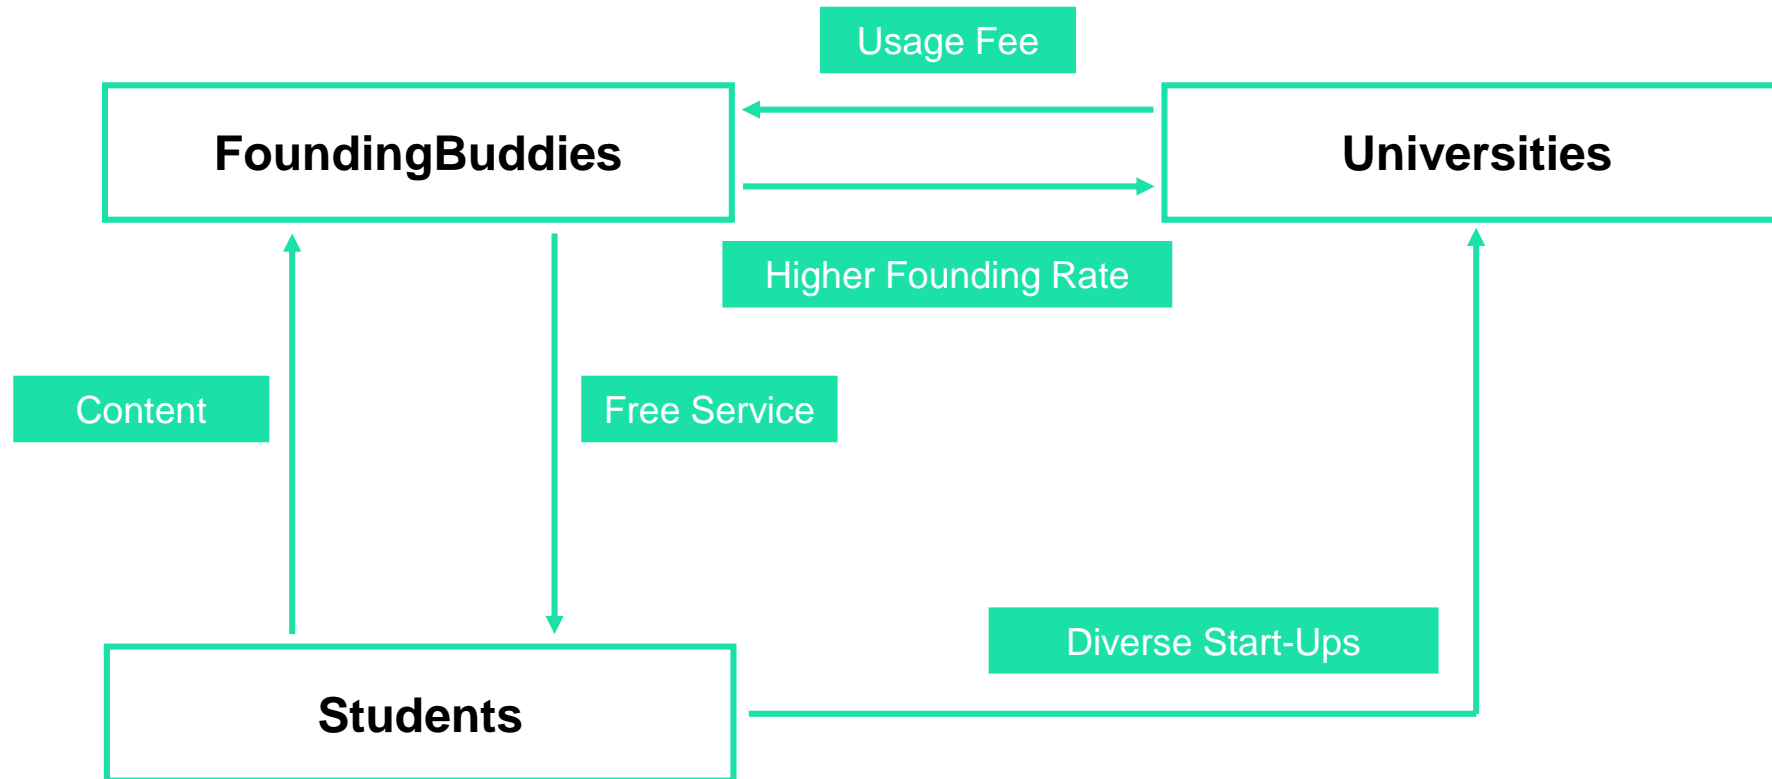 Usage Fee
FoundingBuddies
Universities
Higher Founding Rate
Content
Free Service
Diverse Start-Ups
Students